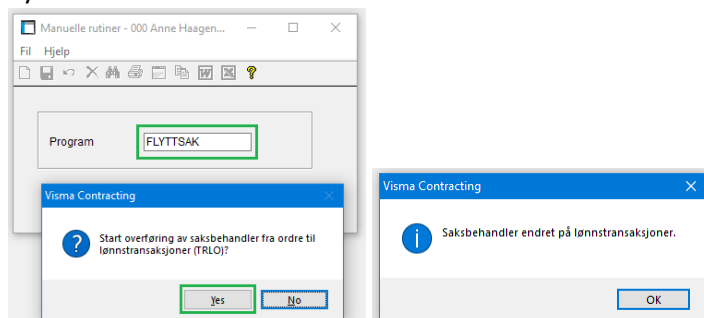 Manuelle rutiner - 000 Anne Haagen...
Fil Hjelp
Program FLYTTSAK
Visma Contracting
Start overføring av saksbehandler fra ordre til
lønnstransaksjoner (TRLO)?
Yes No
Visma Contracting
Saksbehandler endret på lønnstransaksjoner.
OK